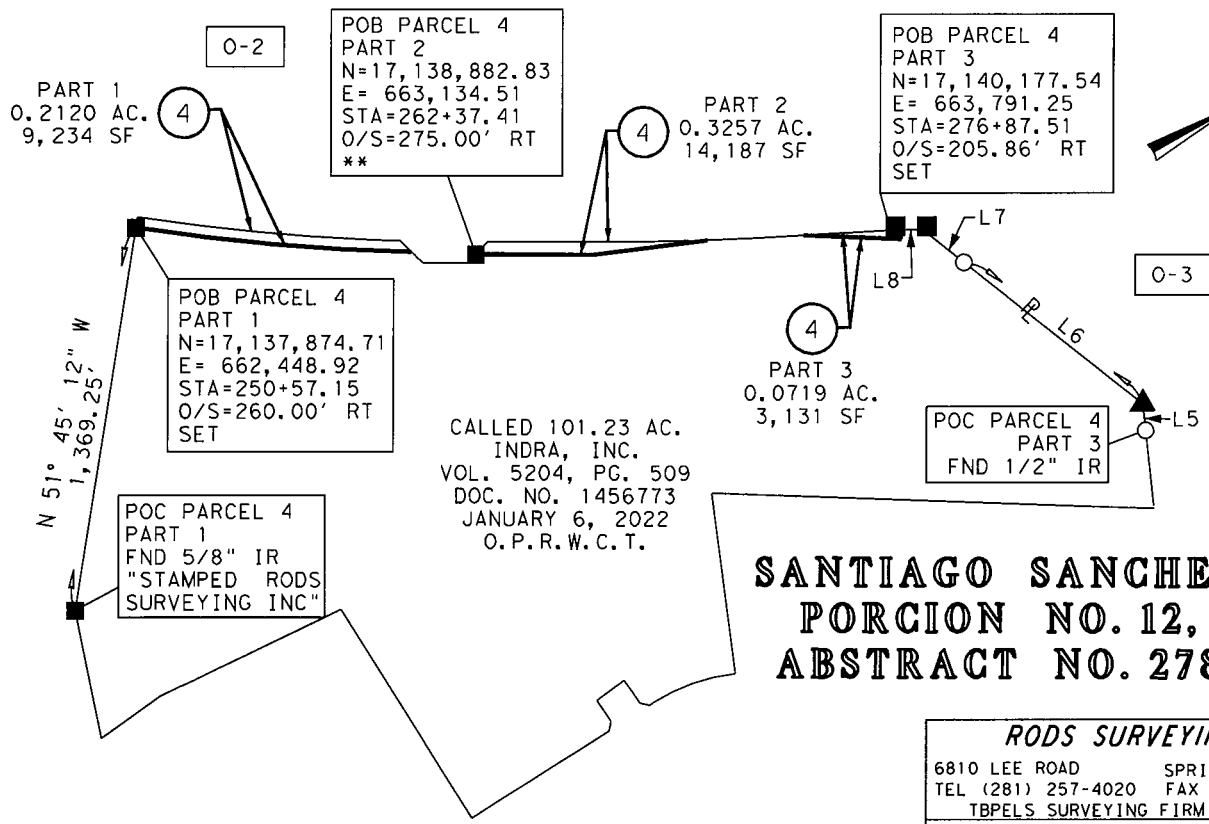 O-2
POB PARCEL 4
PART 2
N=17,138,882.83
E= 663,134.51
STA=262+37.41
O/S=275.00' RT
**
POB PARCEL 4
PART 3
N=17,140,177.54
E= 663,791.25
STA=276+87.51
O/S=205.86' RT
SET
PART 1
0.2120 AC.
9,234 SF
4
4
PART 2
0.3257 AC.
14,187 SF
L7
L8
O-3
PL
L6
L5
POB PARCEL 4
PART 1
N=17,137,874.71
E= 662,448.92
STA=250+57.15
O/S=260.00' RT
SET
4
PART 3
0.0719 AC.
3,131 SF
N 51° 45' 12" W
1,369.25'
POC PARCEL 4
PART 3
FND 1/2" IR
CALLED 101.23 AC.
INDRA, INC.
VOL. 5204, PG. 509
DOC. NO. 1456773
JANUARY 6, 2022
O.P.R.W.C.T.
POC PARCEL 4
PART 1
FND 5/8" IR
"STAMPED RODS
SURVEYING INC"
SANTIAGO SANCHE
PORCION NO. 12,
ABSTRACT NO. 278
RODS SURVEYIN
6810 LEE ROAD SPRI
TEL (281) 257-4020 FAX
TBPELS SURVEYING FIRM